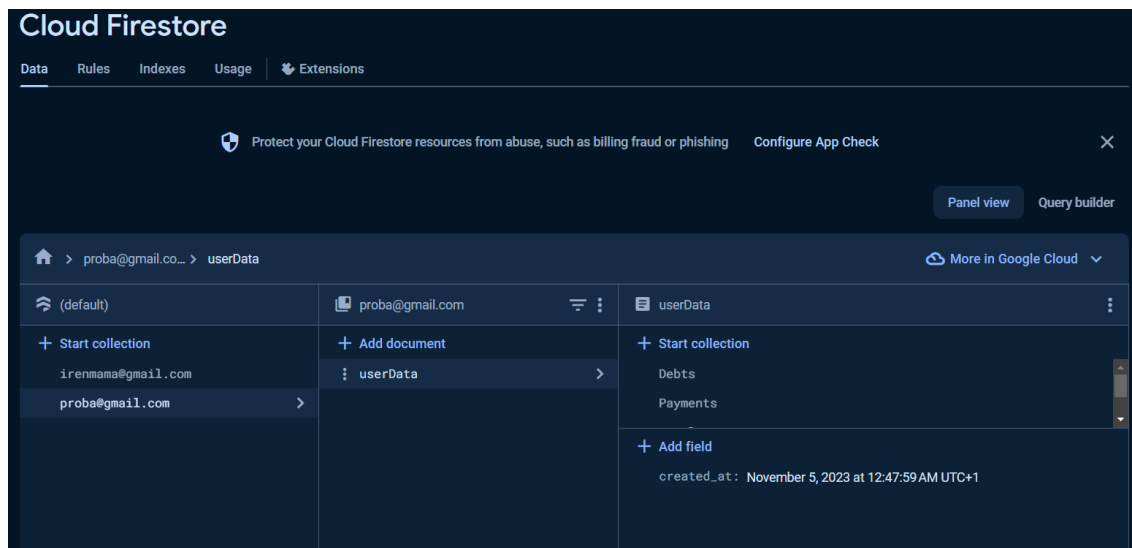 Cloud Firestore
Data Rules Indexes Usage Extensions
Protect your Cloud Firestore resources from abuse, such as billing fraud or phishing Configure App Check
Panel view Query builder
proba@gmail.co... > userData More in Google Cloud
(default) proba@gmail.com userData
+ Start collection + Add document + Start collection
irenmama@gmail.com userData Debts
proba@gmail.com Payments
+ Add field
created_at: November 5, 2023 at 12:47:59 AM UTC+1